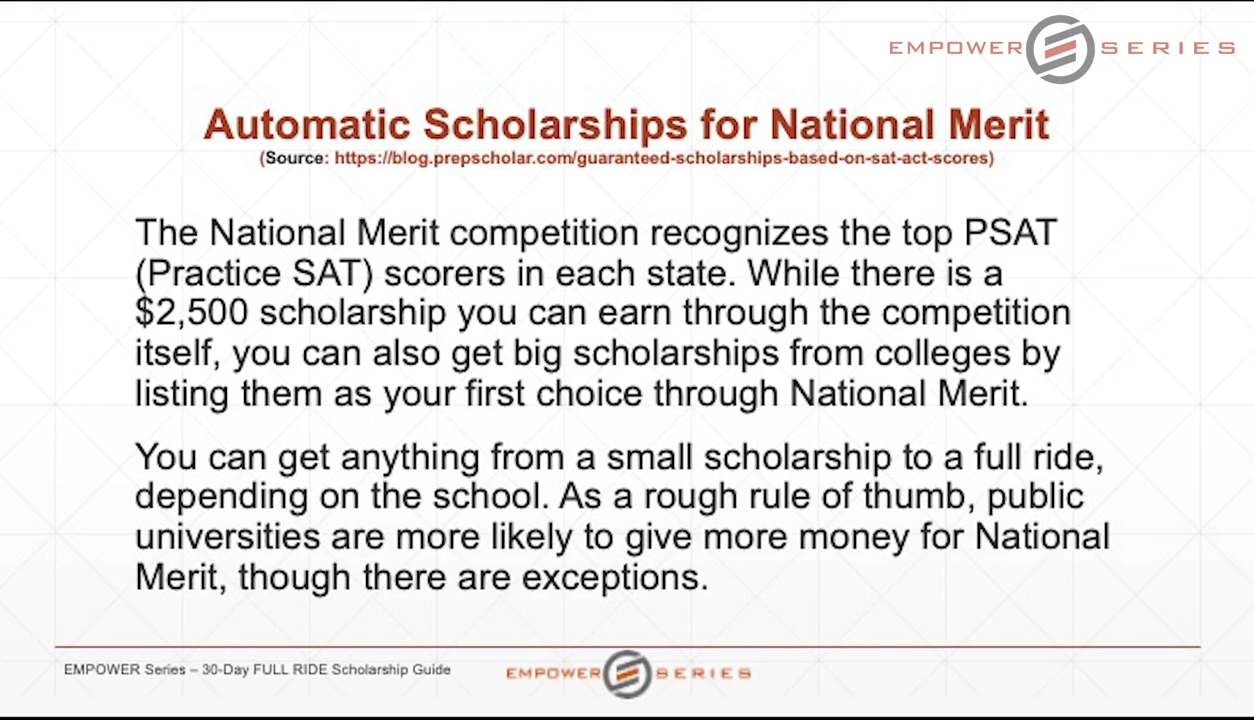 EMPOWER SERIES
Automatic Scholarships for National Merit
(Source: https://blog.prepscholar.com/guaranteed-scholarships-based-on-sat-act-scores)
The National Merit competition recognizes the top PSAT
(Practice SAT) scorers in each state. While there is a
$2,500 scholarship you can earn through the competition
itself, you can also get big scholarships from colleges by
listing them as your first choice through National Merit.
You can get anything from a small scholarship to a full ride,
depending on the school. As a rough rule of thumb, public
universities are more likely to give more money for National
Merit, though there are exceptions.
EMPOWER Series – 30-Day FULL RIDE Scholarship Guide
EMPOWER SERIES